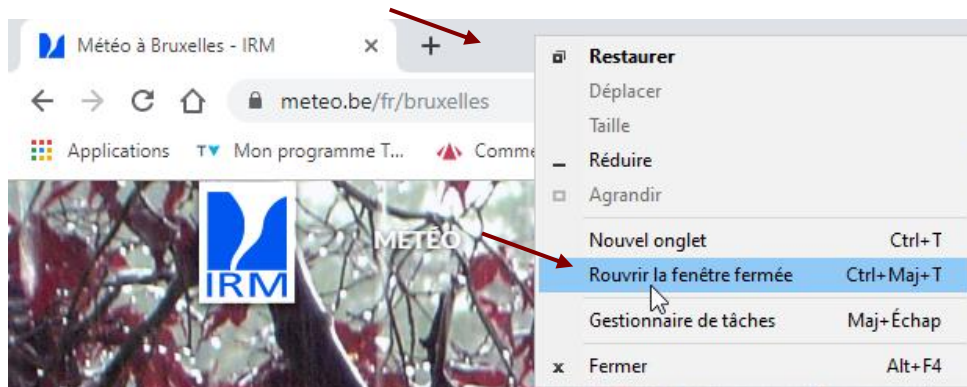 Météo à Bruxelles - IRM
meteo.be/fr/bruxelles
Applications TV Mon programme T... Comme
MÉTÉO
IRM
Restaurer
Déplacer
Taille
Réduire
Agrandir
Nouvel onglet Ctrl+T
Rouvrir la fenêtre fermée Ctrl+Maj+T
Gestionnaire de tâches Maj+Échap
Fermer Alt+F4